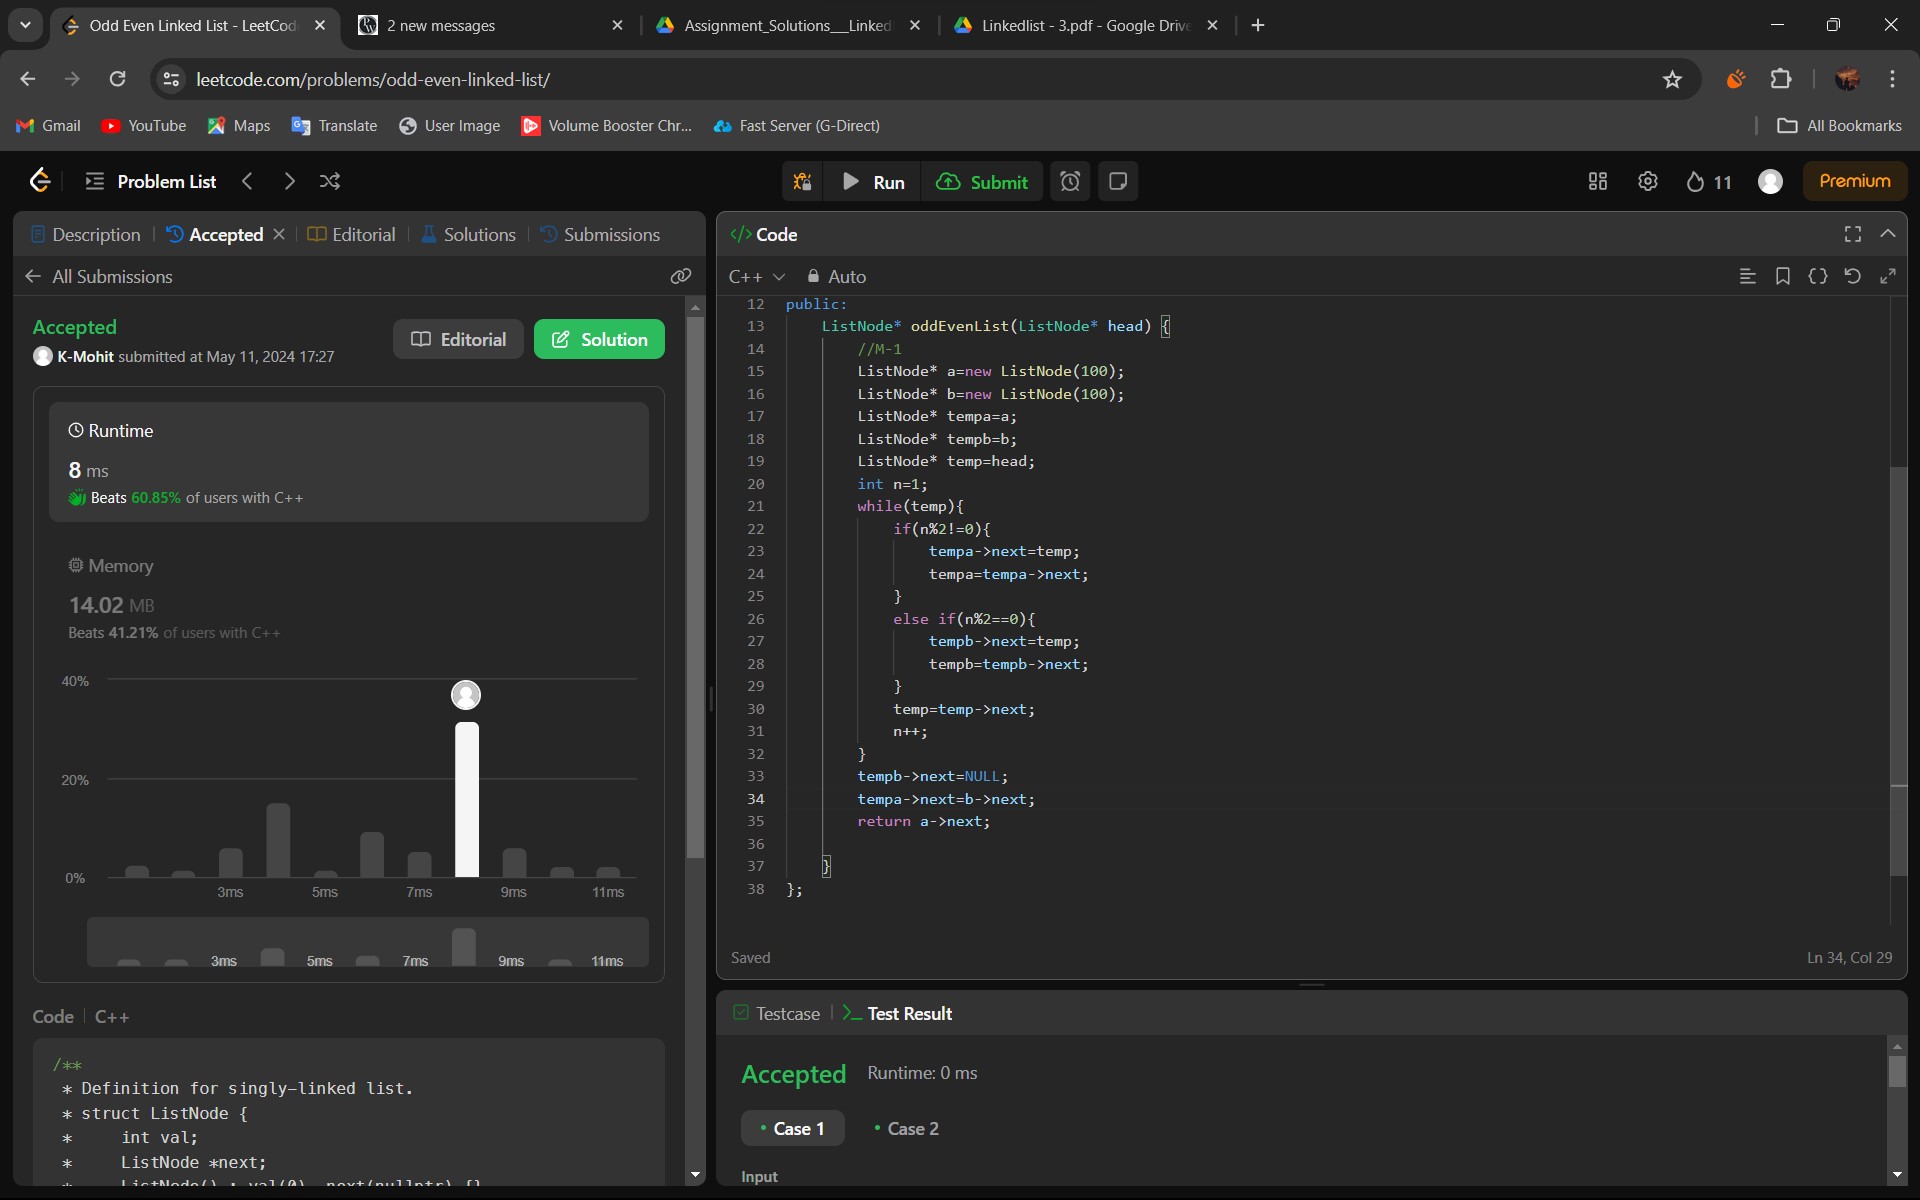 Odd Even Linked List - LeetCod
2 new messages
Assignment_Solutions__Linked
Linkedlist - 3.pdf - Google Drive
leetcode.com/problems/odd-even-linked-list/
Gmail
YouTube
Maps
Translate
User Image
Volume Booster Chr...
Fast Server (G-Direct)
All Bookmarks
Problem List
Run
Submit
11
Premium
Description
Accepted
Editorial
Solutions
Submissions
All Submissions
Accepted
K-Mohit submitted at May 11, 2024 17:27
Editorial
Solution
Runtime
8 ms
Beats 60.85% of users with C++
Memory
14.02 MB
Beats 41.21% of users with C++
40%
20%
0%
3ms 5ms 7ms 9ms 11ms
3ms 5ms 7ms 9ms 11ms
Code | C++
/**
* Definition for singly-linked list.
* struct ListNode {
* int val;
* ListNode *next;
* ListNode() : val(0), next(nullptr) {}
</> Code
C++
Auto
12 public:
13 ListNode* oddEvenList(ListNode* head) {
14 //M-1
15 ListNode* a=new ListNode(100);
16 ListNode* b=new ListNode(100);
17 ListNode* tempa=a;
18 ListNode* tempb=b;
19 ListNode* temp=head;
20 int n=1;
21 while(temp){
22 if(n%2!=0){
23 tempa->next=temp;
24 tempa=tempa->next;
25 }
26 else if(n%2==0){
27 tempb->next=temp;
28 tempb=tempb->next;
29 }
30 temp=temp->next;
31 n++;
32 }
33 tempb->next=NULL;
34 tempa->next=b->next;
35 return a->next;
36
37 }
38 };
Saved
Ln 34, Col 29
Testcase
Test Result
Accepted
Runtime: 0 ms
Case 1
Case 2
Input